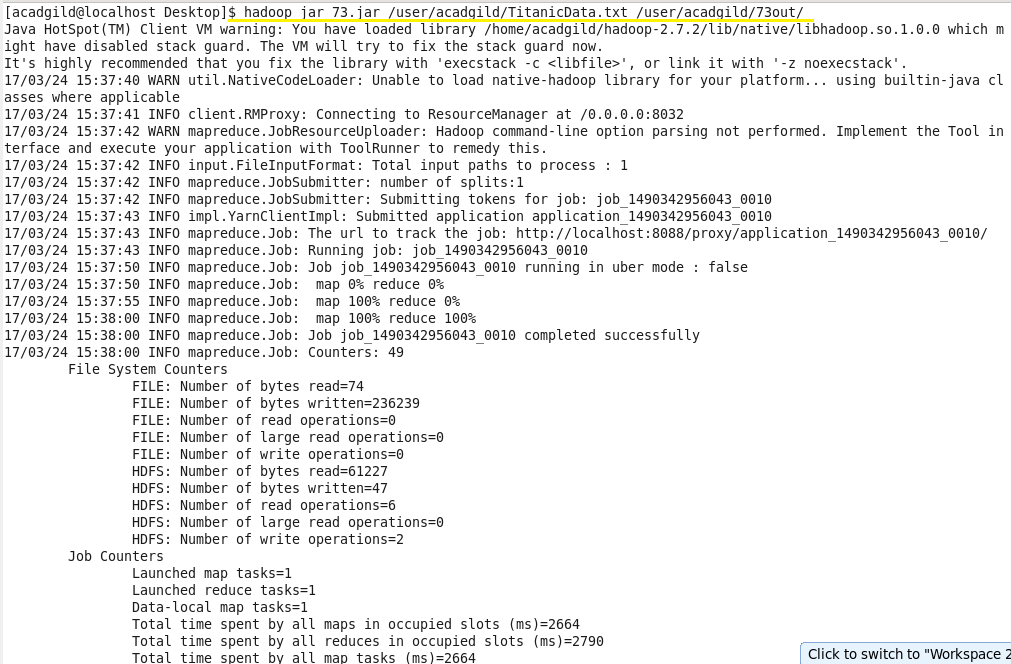 [acadgild@localhost Desktop]$ hadoop jar 73.jar /user/acadgild/TitanicData.txt /user/acadgild/73out/
Java HotSpot(TM) Client VM warning: You have loaded library /home/acadgild/hadoop-2.7.2/lib/native/libhadoop.so.1.0.0 which m
ight have disabled stack guard. The VM will try to fix the stack guard now.
It's highly recommended that you fix the library with 'execstack -c <libfile>', or link it with '-z noexecstack'.
17/03/24 15:37:40 WARN util.NativeCodeLoader: Unable to load native-hadoop library for your platform... using builtin-java cl
asses where applicable
17/03/24 15:37:41 INFO client.RMProxy: Connecting to ResourceManager at /0.0.0.0:8032
17/03/24 15:37:42 WARN mapreduce.JobResourceUploader: Hadoop command-line option parsing not performed. Implement the Tool in
terface and execute your application with ToolRunner to remedy this.
17/03/24 15:37:42 INFO input.FileInputFormat: Total input paths to process : 1
17/03/24 15:37:42 INFO mapreduce.JobSubmitter: number of splits:1
17/03/24 15:37:42 INFO mapreduce.JobSubmitter: Submitting tokens for job: job_1490342956043_0010
17/03/24 15:37:43 INFO impl.YarnClientImpl: Submitted application application_1490342956043_0010
17/03/24 15:37:43 INFO mapreduce.Job: The url to track the job: http://localhost:8088/proxy/application_1490342956043_0010/
17/03/24 15:37:43 INFO mapreduce.Job: Running job: job_1490342956043_0010
17/03/24 15:37:50 INFO mapreduce.Job: Job job_1490342956043_0010 running in uber mode : false
17/03/24 15:37:50 INFO mapreduce.Job:  map 0% reduce 0%
17/03/24 15:37:55 INFO mapreduce.Job:  map 100% reduce 0%
17/03/24 15:38:00 INFO mapreduce.Job:  map 100% reduce 100%
17/03/24 15:38:00 INFO mapreduce.Job: Job job_1490342956043_0010 completed successfully
17/03/24 15:38:00 INFO mapreduce.Job: Counters: 49
File System Counters
FILE: Number of bytes read=74
FILE: Number of bytes written=236239
FILE: Number of read operations=0
FILE: Number of large read operations=0
FILE: Number of write operations=0
HDFS: Number of bytes read=61227
HDFS: Number of bytes written=47
HDFS: Number of read operations=6
HDFS: Number of large read operations=0
HDFS: Number of write operations=2
Job Counters
Launched map tasks=1
Launched reduce tasks=1
Data-local map tasks=1
Total time spent by all maps in occupied slots (ms)=2664
Total time spent by all reduces in occupied slots (ms)=2790
Total time spent by all map tasks (ms)=2664
Click to switch to "Workspace 2